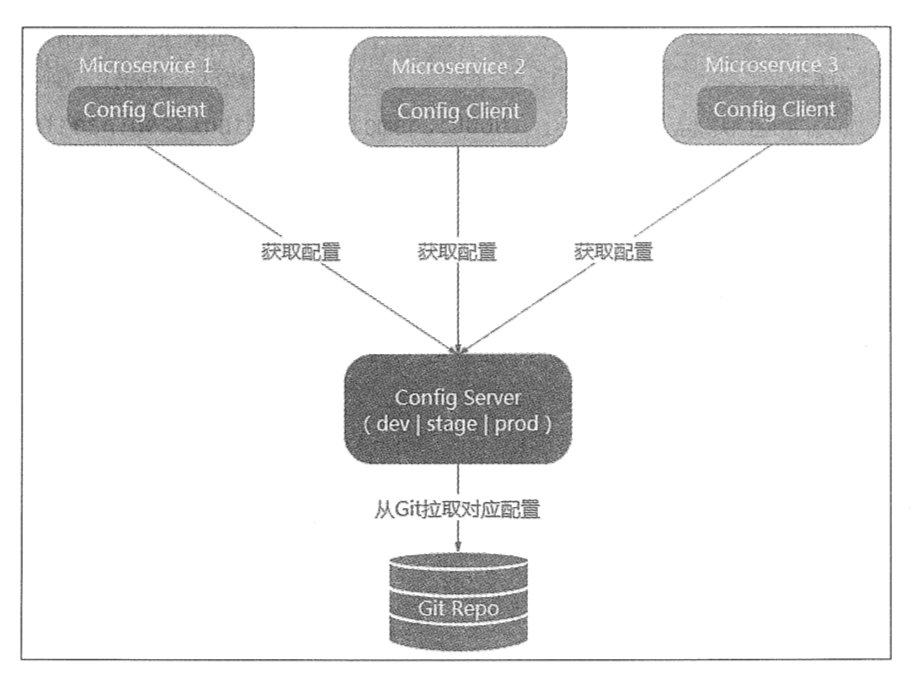 Microservice 1
Config Client
Microservice 2
Config Client
Microservice 3
Config Client
获取配置
获取配置
获取配置
Config Server
( dev | stage | prod )
从Git拉取对应配置
Git Repo